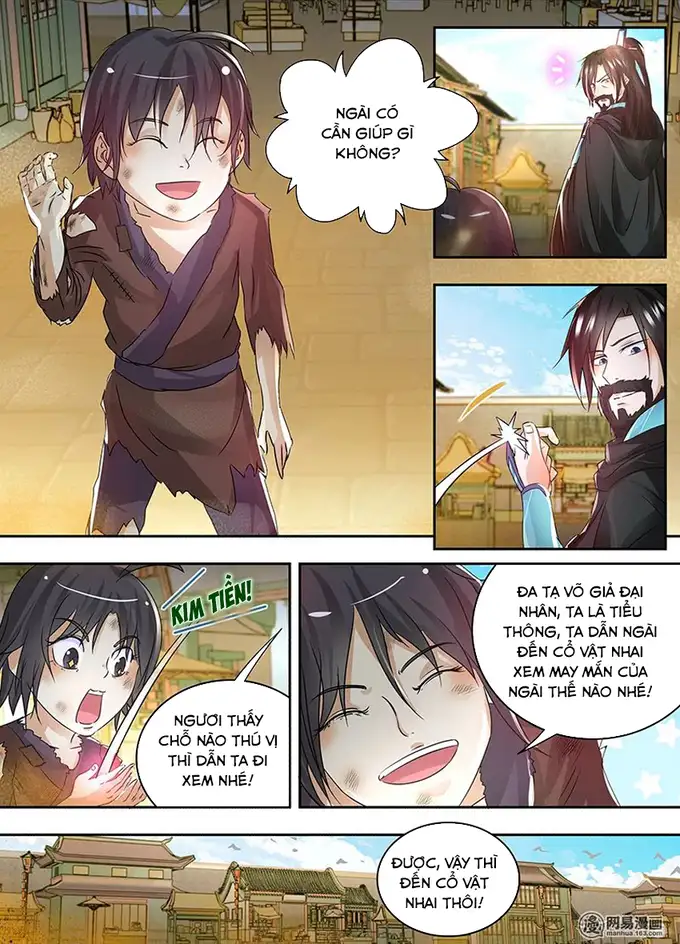 NGÀI CÓ
CẦN GIÚP GÌ
KHÔNG?
KIM TIỀN!
NGƯƠI THẤY
CHỖ NÀO THÚ VỊ
THÌ DẪN TA ĐI
XEM NHÉ!
ĐA TẠ VÕ GIẢ ĐẠI
NHÂN, TA LÀ TIỂU
THÔNG, TA DẪN NGÀI
ĐẾN CỔ VẬT NHAI
XEM MAY MẮN CỦA
NGÀI THẾ NÀO NHÉ!
ĐƯỢC, VẬY THÌ
ĐẾN CỔ VẬT
NHAI THÔI!
网易漫画
manhua.163.com